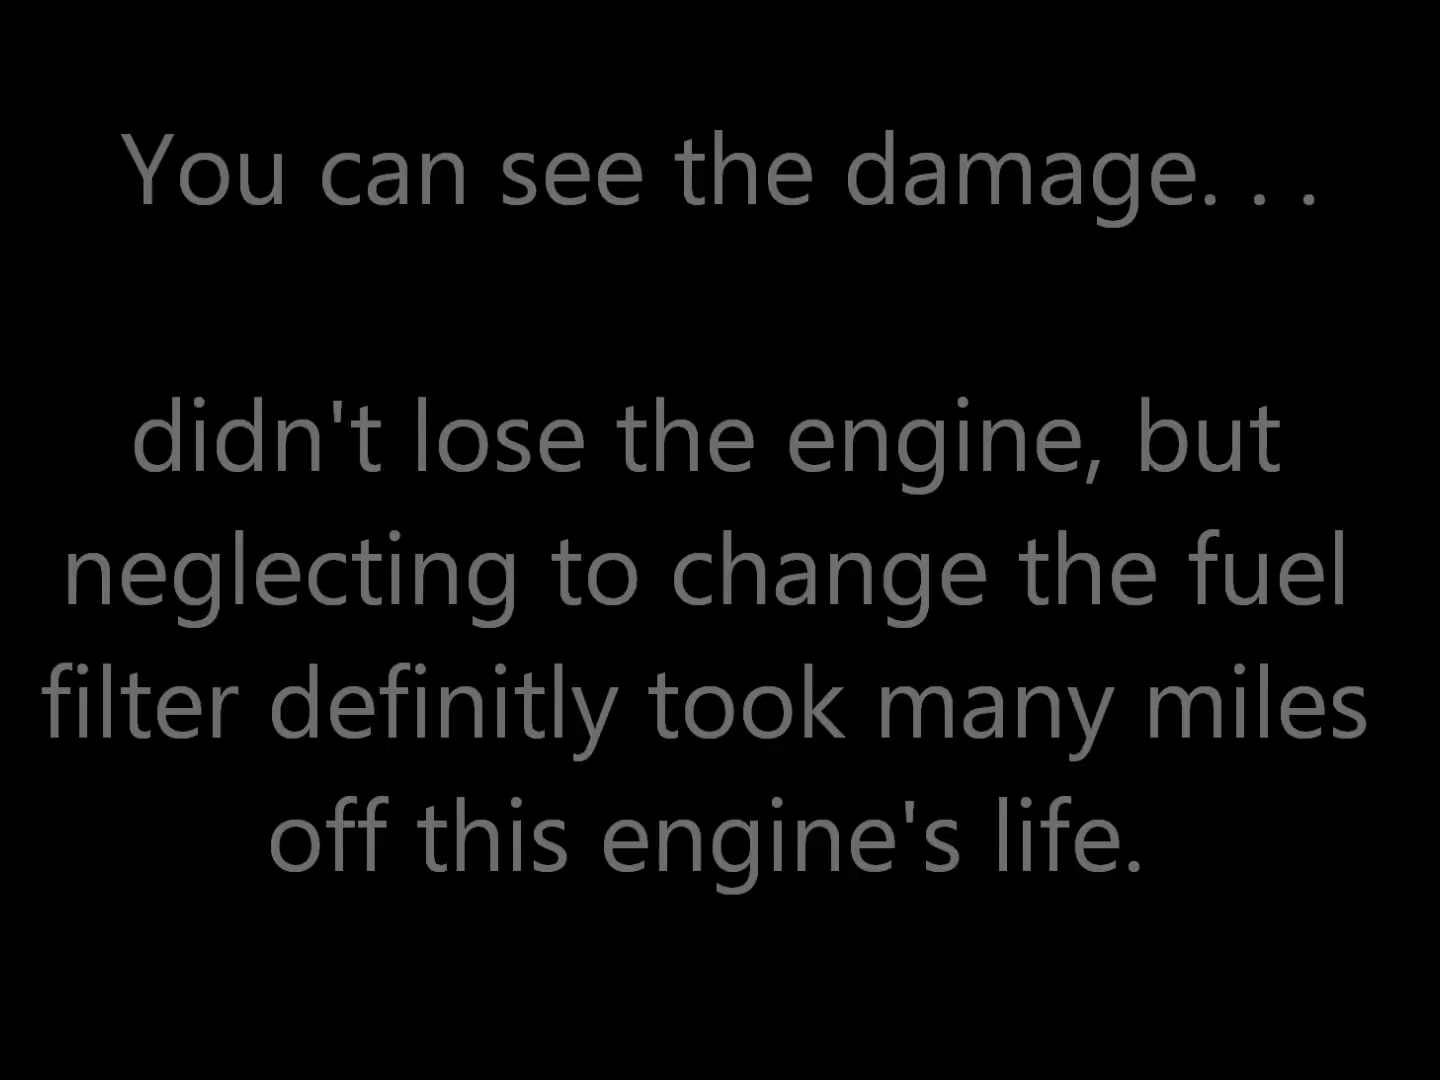 You can see the damage. . .
didn't lose the engine, but
neglecting to change the fuel
filter definitly took many miles
off this engine's life.